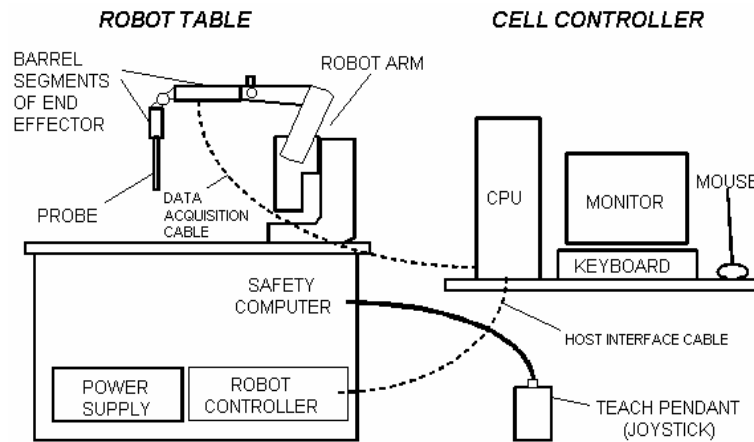 ROBOT TABLE
CELL CONTROLLER
BARREL
SEGMENTS
OF END
EFFECTOR
ROBOT ARM
PROBE
DATA
ACQUISITION
CABLE
CPU
MONITOR
MOUSE
KEYBOARD
SAFETY
COMPUTER
HOST INTERFACE CABLE
POWER
SUPPLY
ROBOT
CONTROLLER
TEACH PENDANT
(JOYSTICK)